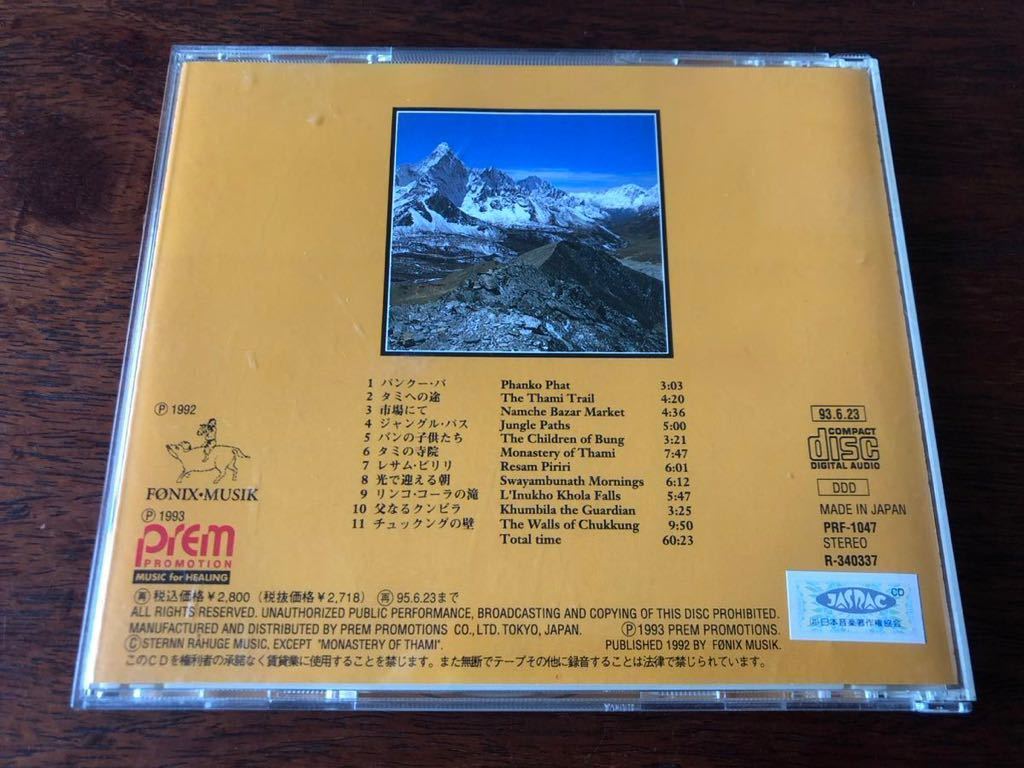 1 パンクー・バ Phanko Phat 3:03
2 タミへの途 The Thami Trail 4:20
3 市場にて Namche Bazar Market 4:36
4 ジャングル・パス Jungle Paths 5:00
5 バンの子供たち The Children of Bung 3:21
6 タミの寺院 Monastery of Thami 7:47
7 レサム・ピリリ Resam Piriri 6:01
8 光で迎える朝 Swayambunath Mornings 6:12
9 リンコ・コーラの滝 L'Inukho Khola Falls 5:47
10 父なるクンビラ Khumbila the Guardian 3:25
11 チュックングの壁 The Walls of Chukkung 9:50
Total time 60:23
Ⓟ 1992
FØNIX・MUSIK
Ⓟ 1993
prem
PROMOTION
MUSIC for HEALING
93.6.23
COMPACT
disc
DIGITAL AUDIO
DDD
MADE IN JAPAN
PRF-1047
STEREO
R-340337
JASRAC CD
日本音楽著作権協会
㊢税込価格¥2,800 (税抜価格¥2,718) ㊢95.6.23まで
ALL RIGHTS RESERVED. UNAUTHORIZED PUBLIC PERFORMANCE, BROADCASTING AND COPYING OF THIS DISC PROHIBITED.
MANUFACTURED AND DISTRIBUTED BY PREM PROMOTIONS CO., LTD. TOKYO, JAPAN. Ⓟ1993 PREM PROMOTIONS.
ⒸSTERNN RAHUGE MUSIC, EXCEPT "MONASTERY OF THAMI". PUBLISHED 1992 BY FØNIX MUSIK.
このCDを権利者の承諾なく賃貸業に使用することを禁じます。また無断でテープその他に録音することは法律で禁じられています。